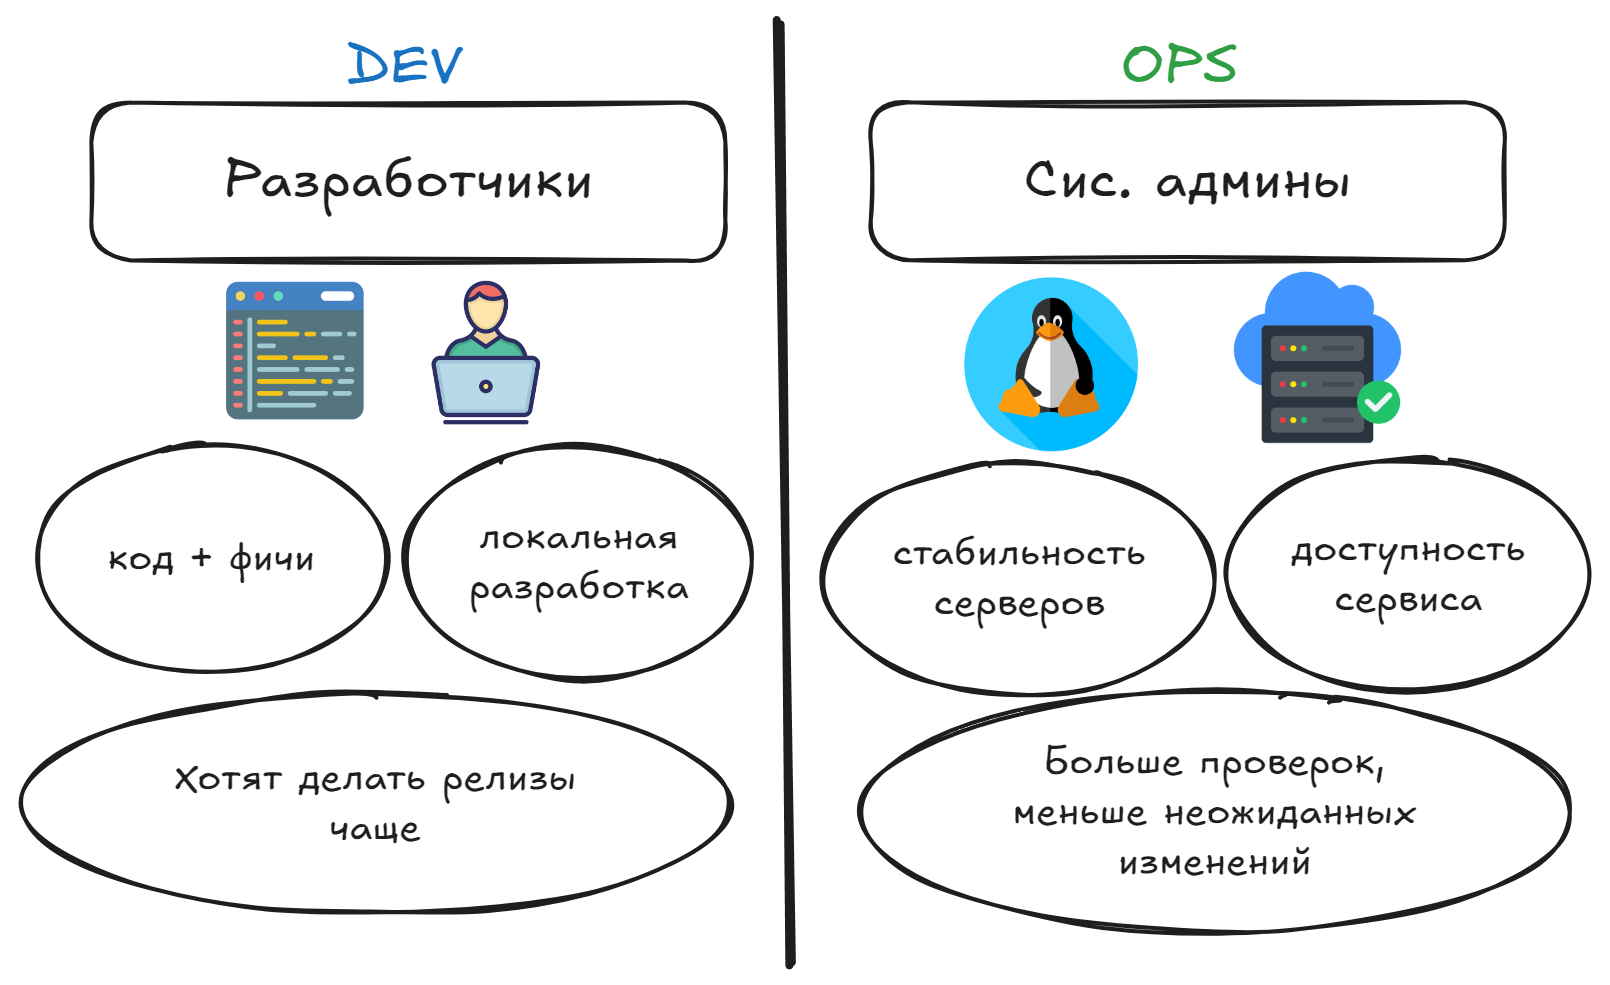 DEV
Разработчики
код + фичи
локальная
разработка
Хотят делать релизы
чаще
OPS
Сис. админы
стабильность
серверов
доступность
сервиса
Больше проверок,
меньше неожиданных
изменений